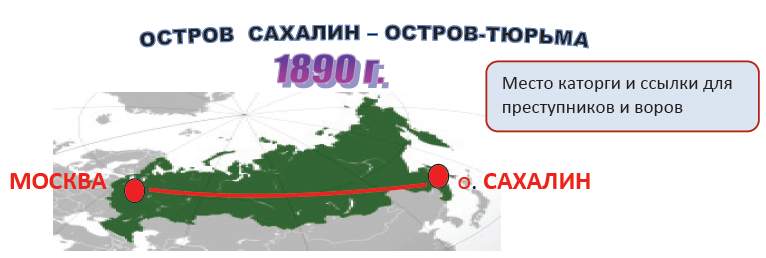 ОСТРОВ САХАЛИН – ОСТРОВ-ТЮРЬМА
1890 г.
Место каторги и ссылки для
преступников и воров
МОСКВА
о. САХАЛИН